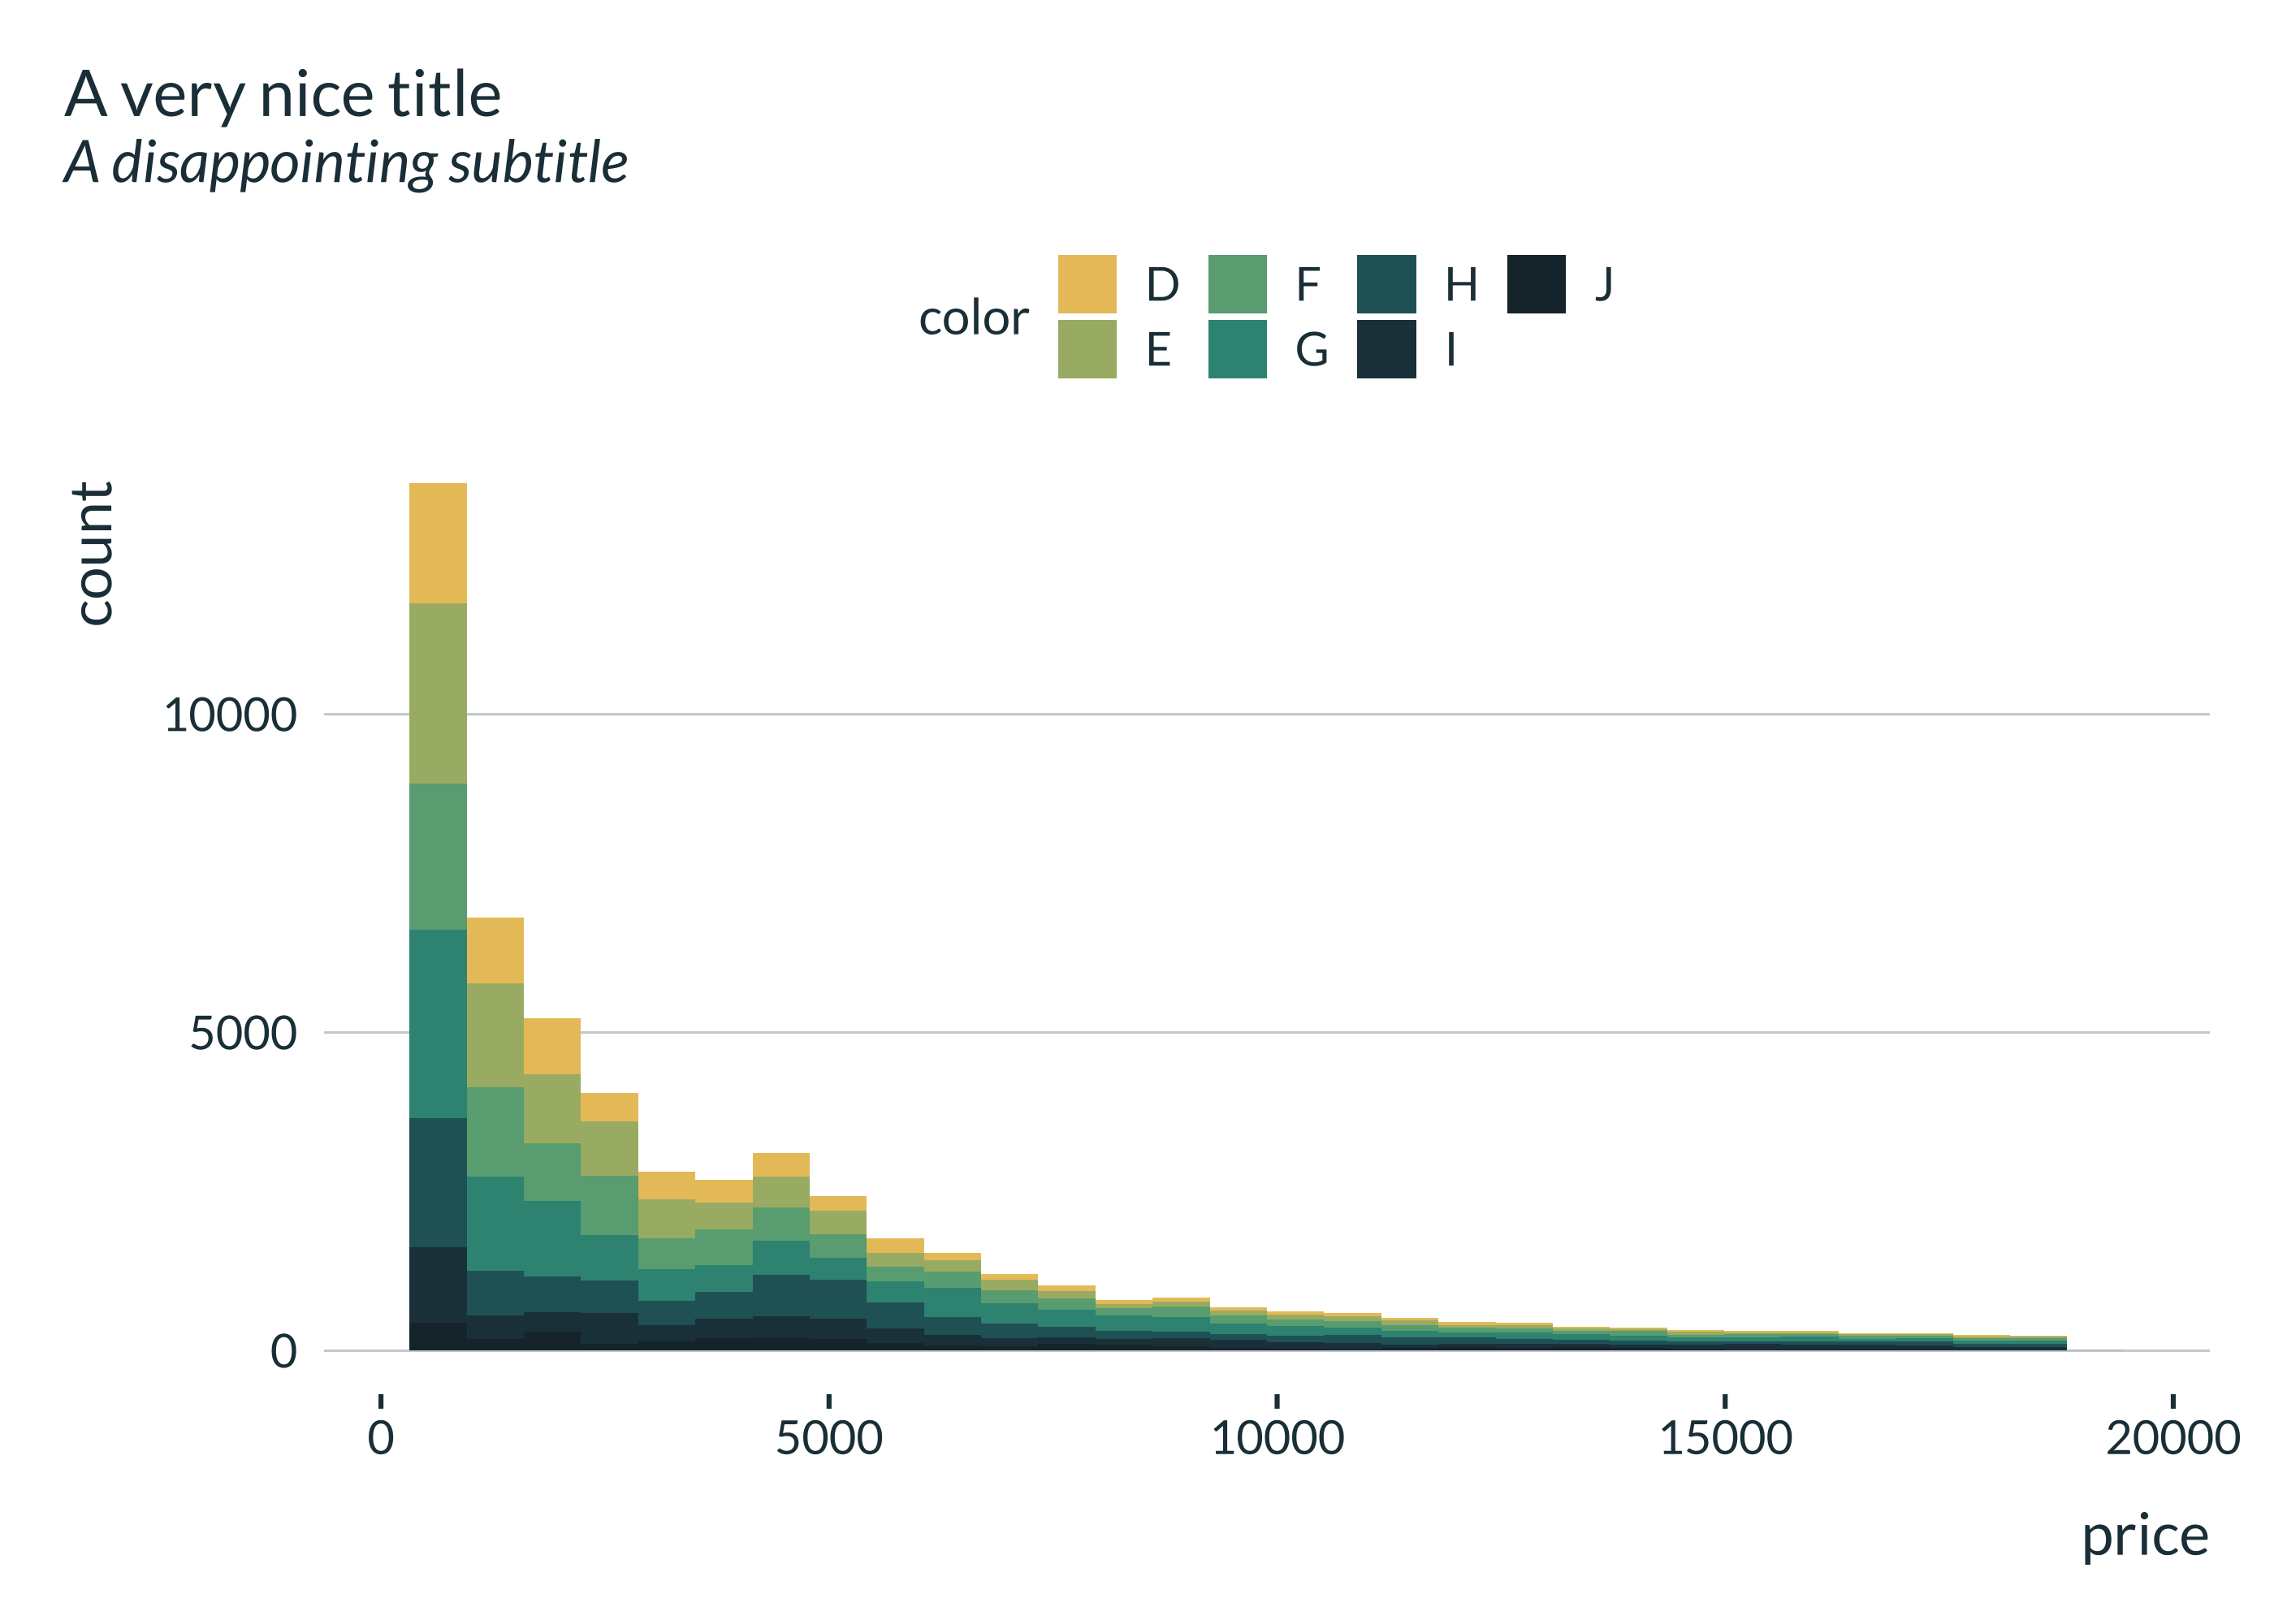 A very nice title
A disappointing subtitle
color
D F H J
E G I
count
10000
5000
0
0 5000 10000 15000 20000
price